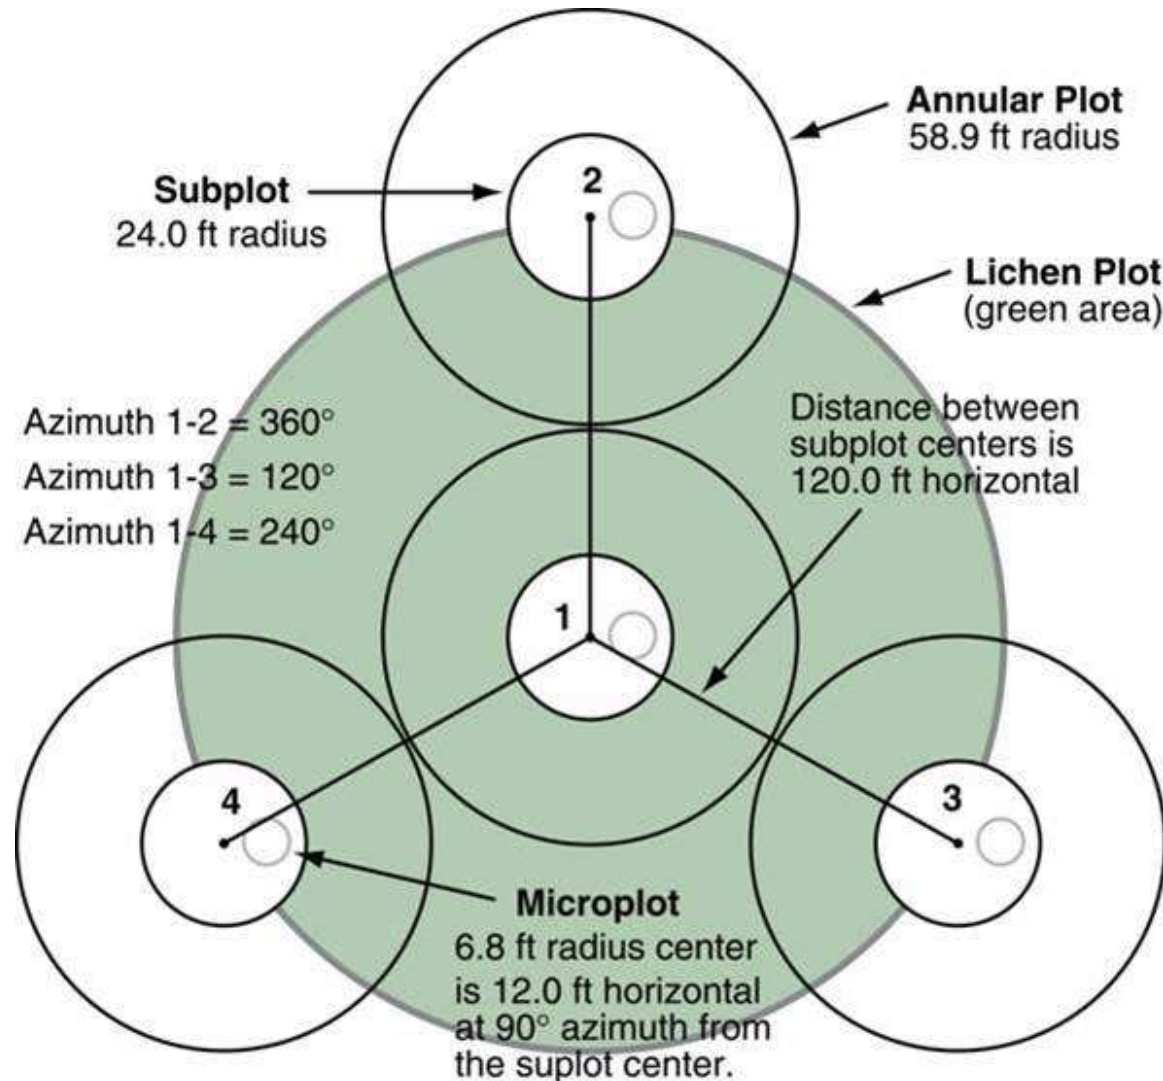 Annular Plot
58.9 ft radius
2
Subplot
24.0 ft radius
Lichen Plot
(green area)
Azimuth 1-2 = 360°
Azimuth 1-3 = 120°
Azimuth 1-4 = 240°
Distance between
subplot centers is
120.0 ft horizontal
1
4
3
Microplot
6.8 ft radius center
is 12.0 ft horizontal
at 90° azimuth from
the suplot center.